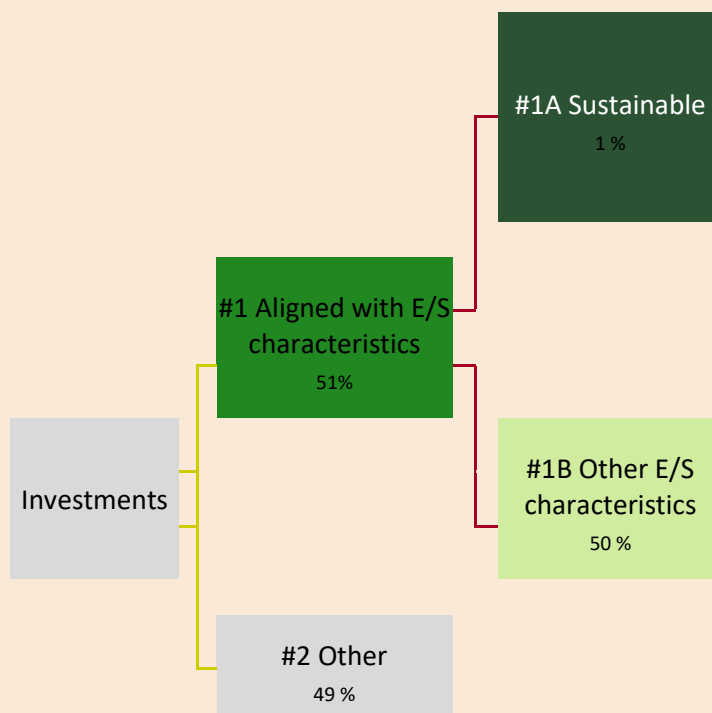 #1A Sustainable
1 %
#1 Aligned with E/S
characteristics
51%
Investments
#1B Other E/S
characteristics
50 %
#2 Other
49 %